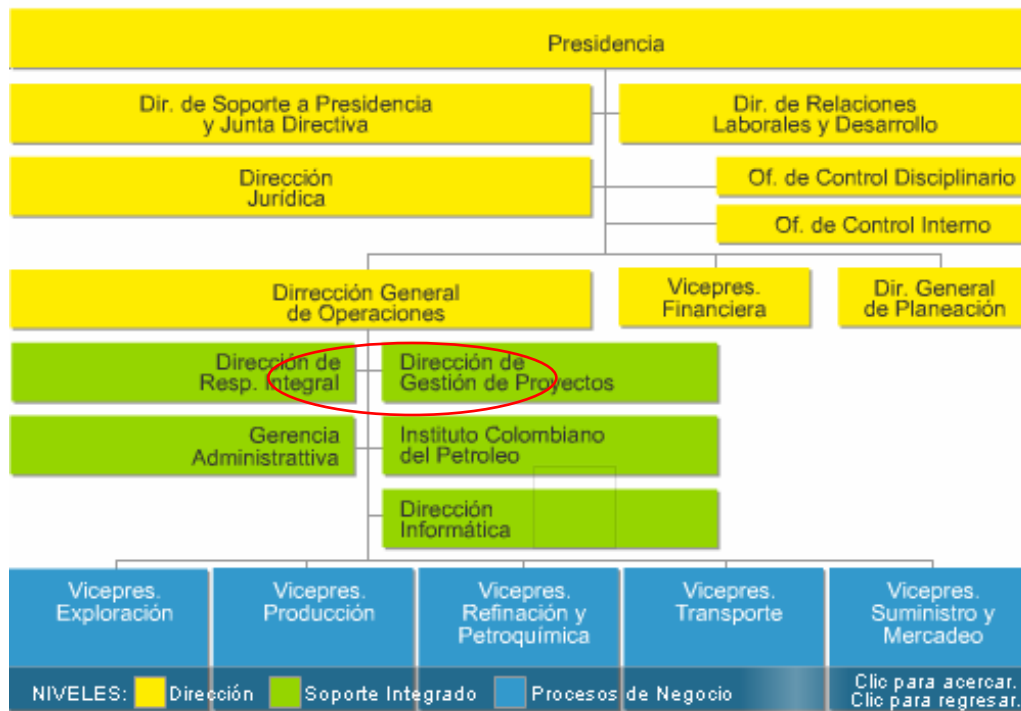 Presidencia
Dir. de Soporte a Presidencia
y Junta Directiva
Dir. de Relaciones
Laborales y Desarrollo
Dirección
Jurídica
Of. de Control Disciplinario
Of. de Control Interno
Dirrección General
de Operaciones
Vicepres.
Financiera
Dir. General
de Planeación
Dirección de
Resp. Integral
Dirección de
Gestión de Proyectos
Gerencia
Administrattiva
Instituto Colombiano
del Petroleo
Dirección
Informática
Vicepres.
Exploración
Vicepres.
Producción
Vicepres.
Refinación y
Petroquímica
Vicepres.
Transporte
Vicepres.
Suministro y
Mercadeo
NIVELES: Dirección Soporte Integrado Procesos de Negocio
Clic para acercar.
Clic para regresar.